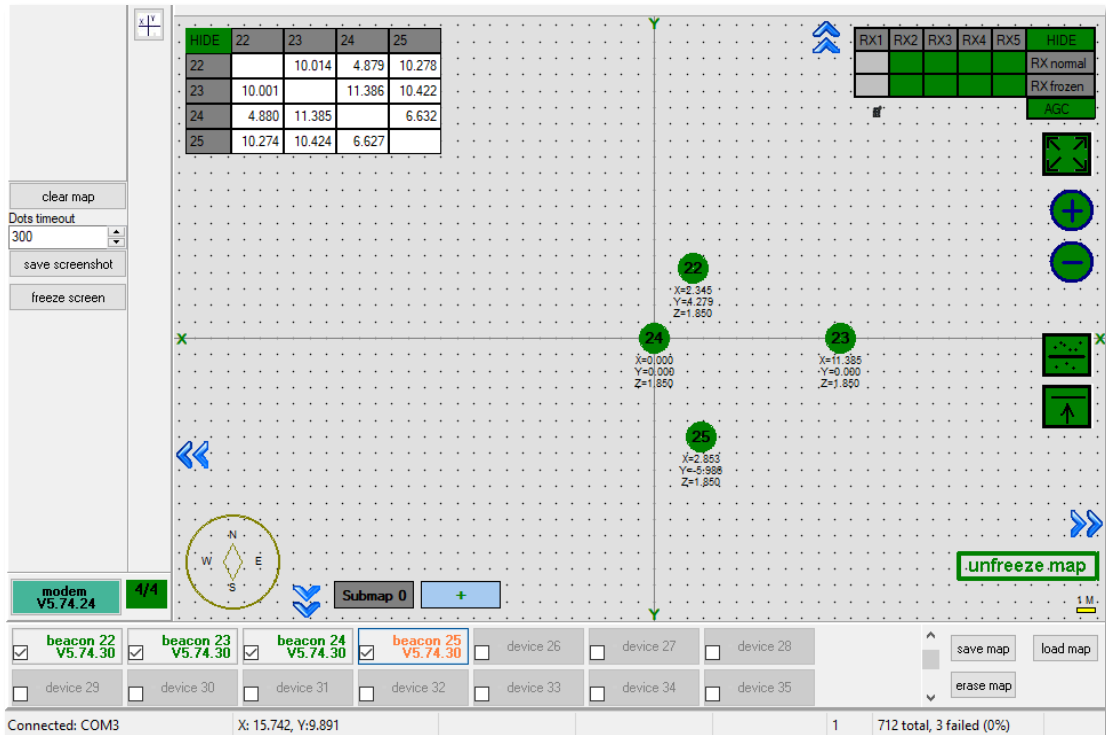 HIDE 22 23 24 25
22 10.014 4.879 10.278
23 10.001 11.386 10.422
24 4.880 11.385 6.632
25 10.274 10.424 6.627
Y
RX1 RX2 RX3 RX4 RX5 HIDE
RX normal
RX frozen
AGC
clear map
Dots timeout
300
save screenshot
freeze screen
22
X=2.345
Y=4.279
Z=1.850
X
24
X=0.000
Y=0.000
Z=1.850
23
X=11.385
Y=0.000
Z=1.850
X
25
X=2.853
Y=-5.986
Z=1.850
N
W E
S
modem
V5.74.24
4/4
Submap 0
+
Y
unfreeze map
1 M
beacon 22
V5.74.30
beacon 23
V5.74.30
beacon 24
V5.74.30
beacon 25
V5.74.30
device 26
device 27
device 28
save map
load map
device 29
device 30
device 31
device 32
device 33
device 34
device 35
erase map
Connected: COM3
X: 15.742, Y:9.891
1
712 total, 3 failed (0%)